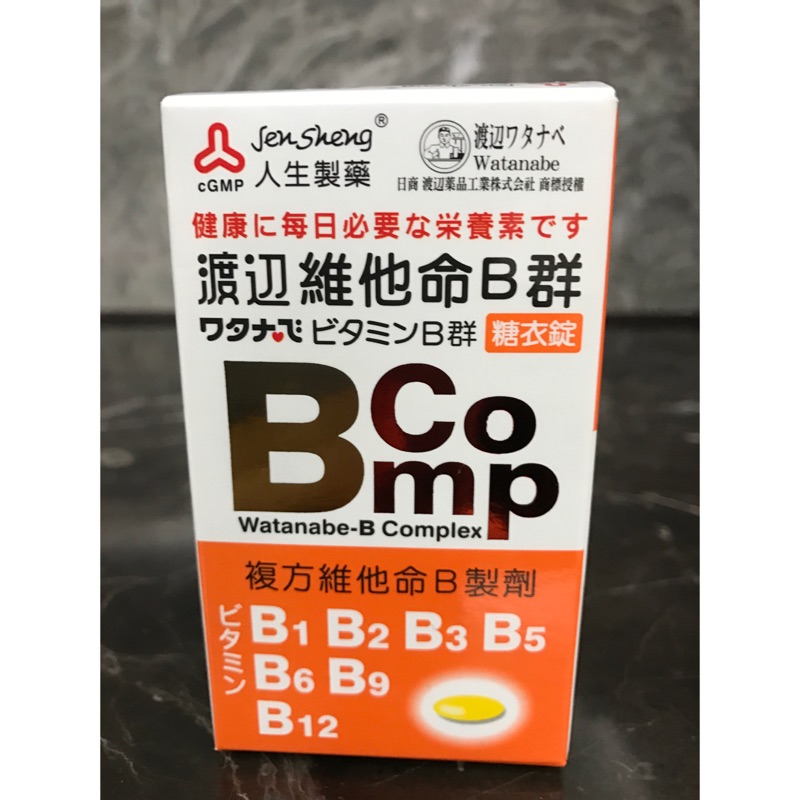 JenSheng®
cGMP 人生製藥
渡辺ワタナベ
Watanabe
日商 渡辺薬品工業株式会社 商標授權
健康に毎日必要な栄養素です
渡辺維他命B群
ワタナベ ビタミンB群 糖衣錠
B Comp
Watanabe-B Complex
複方維他命B製劑
ビタミン
B1 B2 B3 B5
B6 B9
B12